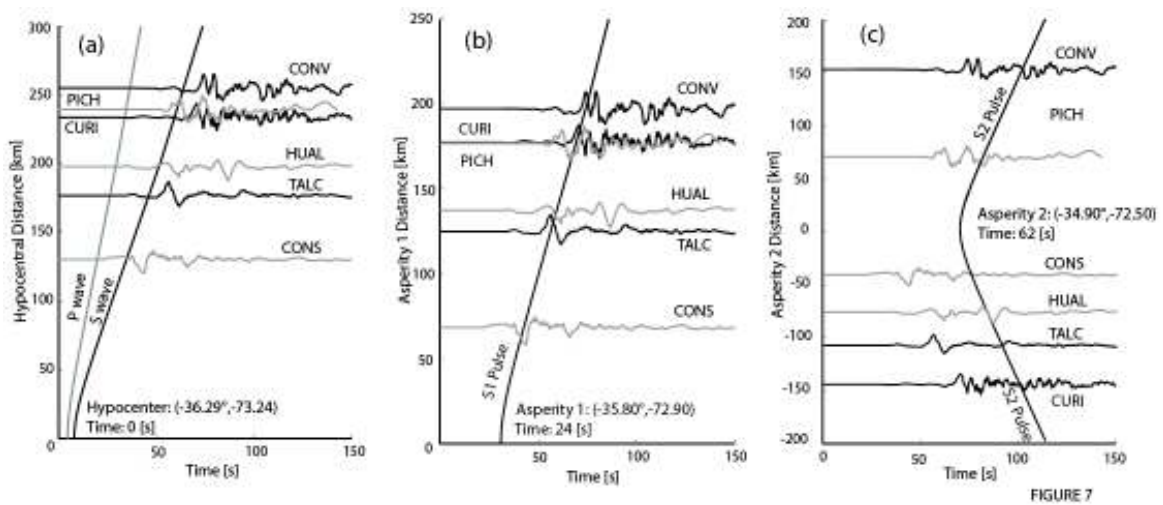 (a)
300
250
200
150
100
50
0
Hypocentral Distance [km]
CONV
PICH
CURI
HUAL
TALC
CONS
P wave
S wave
Hypocenter: (-36.29°,-73.24)
Time: 0 [s]
50
100
150
Time [s]
(b)
250
200
150
100
50
0
Asperity 1 Distance [km]
CONV
CURI
PICH
HUAL
TALC
CONS
S1 Pulse
Asperity 1: (-35.80°,-72.90)
Time: 24 [s]
50
100
150
Time [s]
(c)
200
150
100
50
0
-50
-100
-150
-200
Asperity 2 Distance [km]
CONV
S2 Pulse
PICH
Asperity 2: (-34.90°,-72.50)
Time: 62 [s]
CONS
HUAL
TALC
S2 Pulse
CURI
0
50
100
150
Time [s]
FIGURE 7